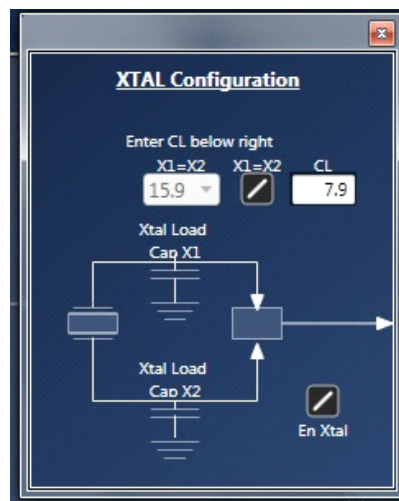 XTAL Configuration
Enter CL below right
X1=X2 X1=X2 CL
15.9 7.9
Xtal Load
Cap X1
Xtal Load
Cap X2
En Xtal